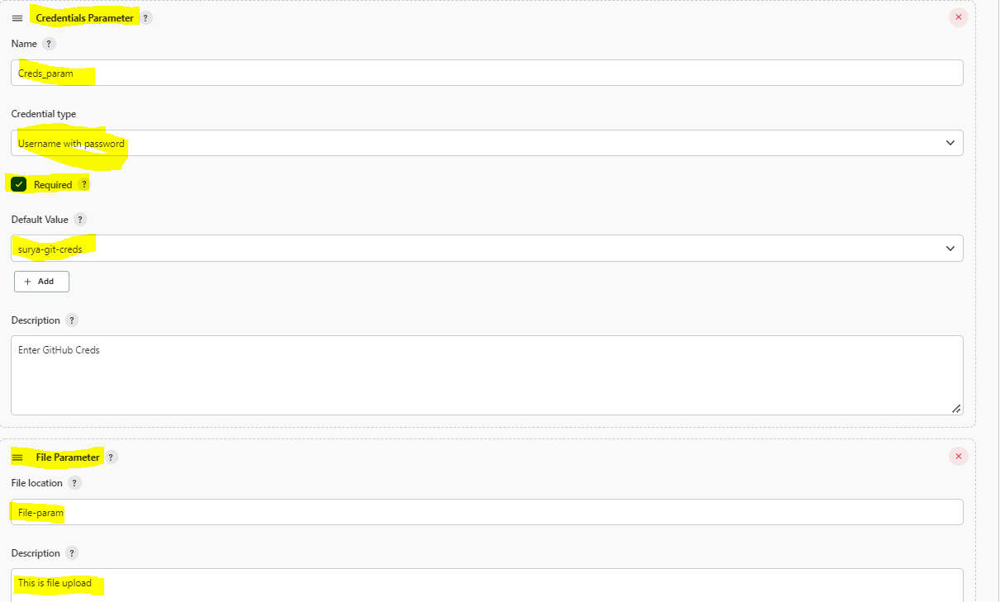 Credentials Parameter ?
Name ?
Creds_param
Credential type
Username with password
Required ?
Default Value ?
surya-git-creds
+ Add
Description ?
Enter GitHub Creds
File Parameter ?
File location ?
File-param
Description ?
This is file upload